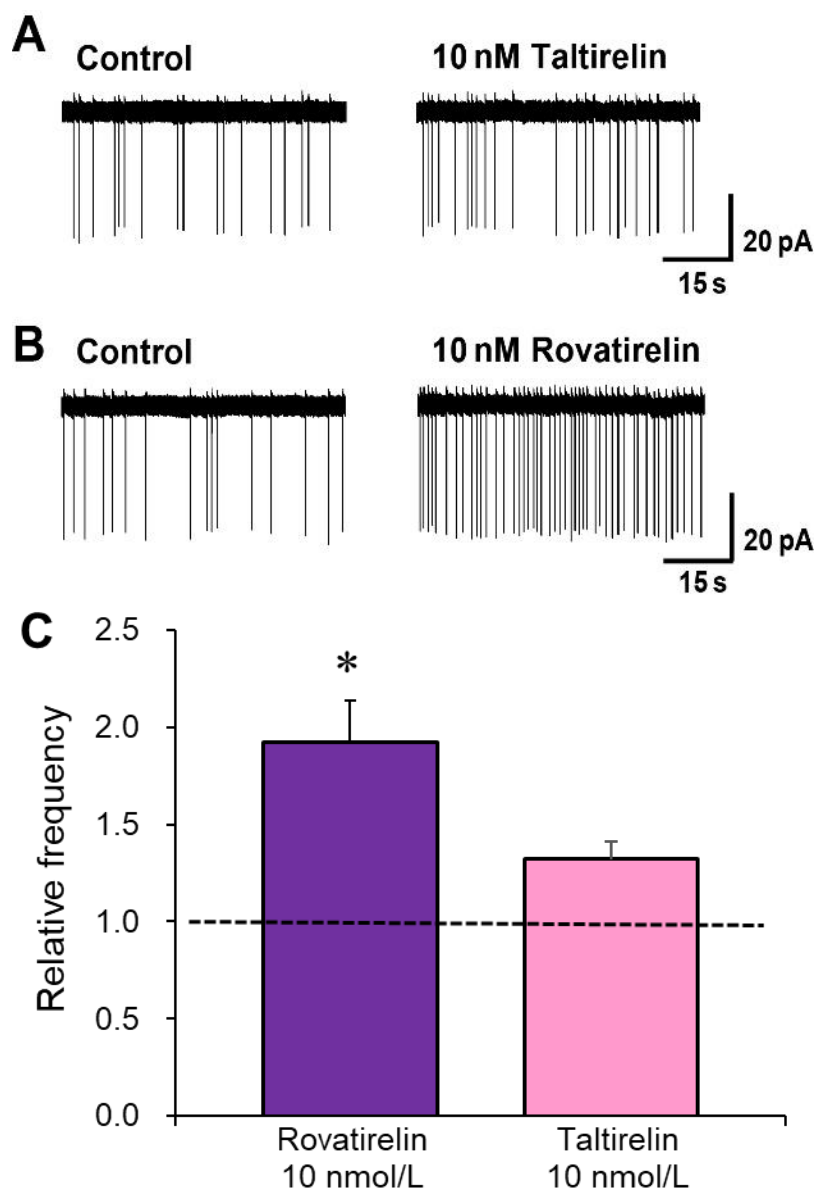 A
Control
10 nM Taltirelin
20 pA
15 s
B
Control
10 nM Rovatirelin
20 pA
15 s
C
2.5
2.0
1.5
1.0
0.5
0.0
Relative frequency
*
Rovatirelin
10 nmol/L
Taltirelin
10 nmol/L